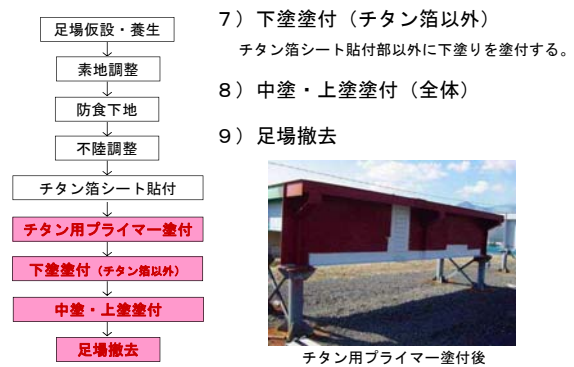 足場仮設・養生
素地調整
防食下地
不陸調整
チタン箔シート貼付
チタン用プライマー塗付
下塗塗付（チタン箔以外）
中塗・上塗塗付
足場撤去
７）下塗塗付（チタン箔以外）
チタン箔シート貼付部以外に下塗りを塗付する。
８）中塗・上塗塗付（全体）
９）足場撤去
チタン用プライマー塗付後